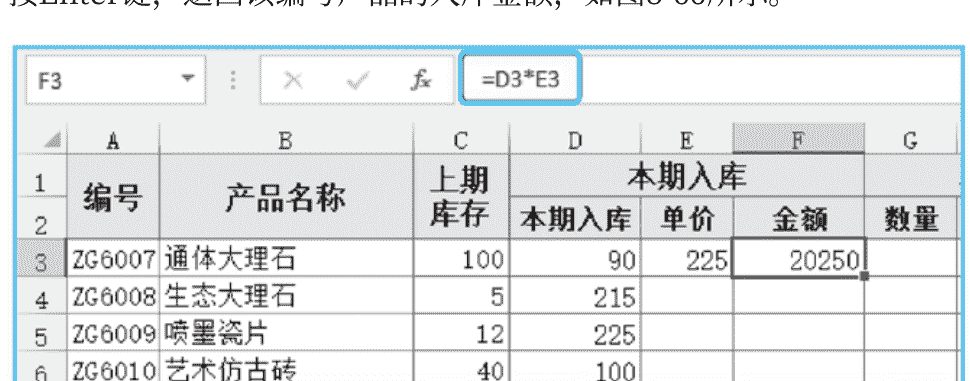 按Enter键，返回该编号产品的入库金额，如图所示。
F3 fx =D3*E3
A B C D E F G
1 编号 产品名称 上期 本期入库
2 库存 本期入库 单价 金额 数量
3 ZG6007 通体大理石 100 90 225 20250
4 ZG6008 生态大理石 5 215
5 ZG6009 喷墨瓷片 12 225
6 ZG6010 艺术仿古砖 40 100